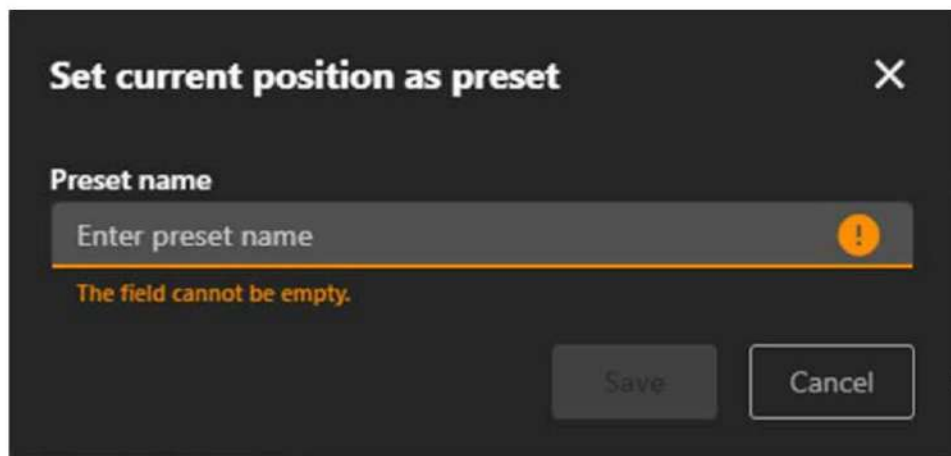 Set current position as preset
Preset name
Enter preset name
The field cannot be empty.
Save
Cancel